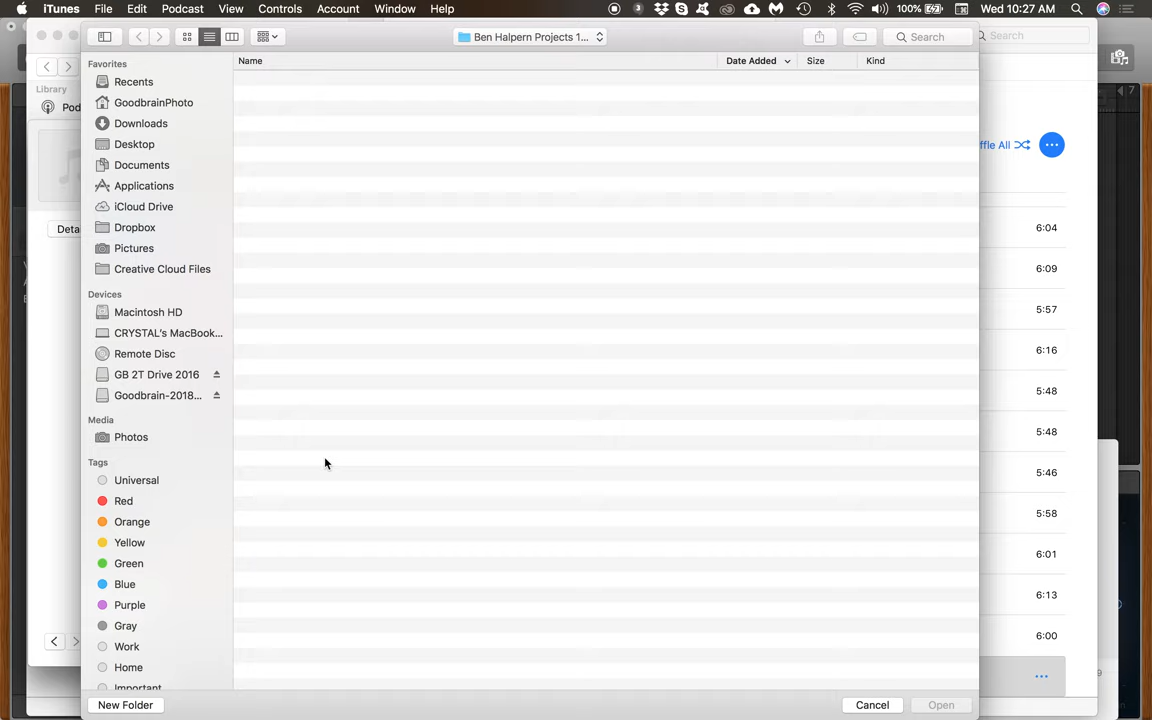 iTunes File Edit Podcast View Controls Account Window Help 3 100% Wed 10:27 AM
Ben Halpern Projects 1... Search Search
Library
Pod
Deta
Favorites
Recents
GoodbrainPhoto
Downloads
Desktop
Documents
Applications
iCloud Drive
Dropbox
Pictures
Creative Cloud Files
Devices
Macintosh HD
CRYSTAL's MacBook...
Remote Disc
GB 2T Drive 2016
Goodbrain-2018...
Media
Photos
Tags
Universal
Red
Orange
Yellow
Green
Blue
Purple
Gray
Work
Home
Important
Name Date Added Size Kind
New Folder Cancel Open
7
ffle All
6:04
6:09
5:57
6:16
5:48
5:48
5:46
5:58
6:01
6:13
6:00